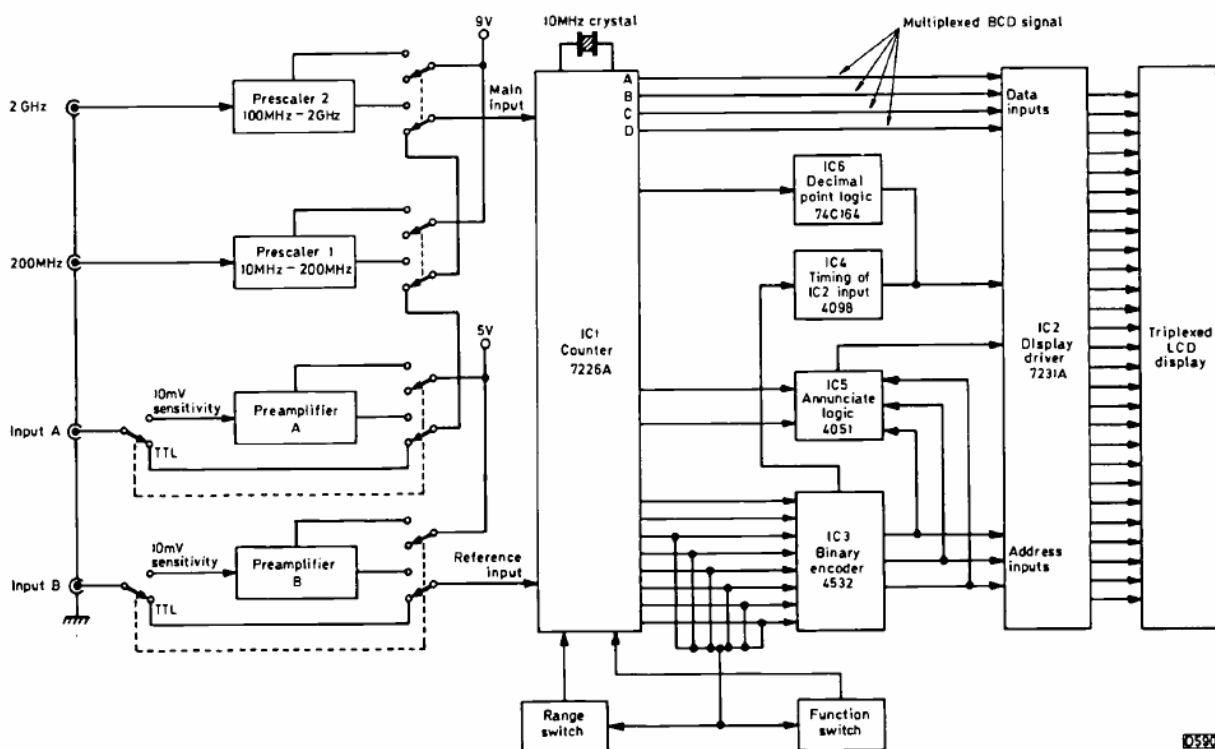 10MHz crystal
Multiplexed BCD signal
9V
2 GHz
Prescaler 2
100MHz - 2GHz
Main
input
A
B
C
D
Data
inputs
IC6
Decimal
point logic
74C164
200MHz
Prescaler 1
10MHz - 200MHz
IC4
Timing of
IC2 input
4098
IC1
Counter
7226A
IC2
Display
driver
7231A
Triplexed
LCD
display
5V
10mV
sensitivity
Preamplifier
A
Input A
TTL
IC5
Annunciate
logic
4051
10mV
sensitivity
Preamplifier
B
Reference
input
Input B
TTL
IC3
Binary
encoder
4532
Address
inputs
Range
switch
Function
switch
D590